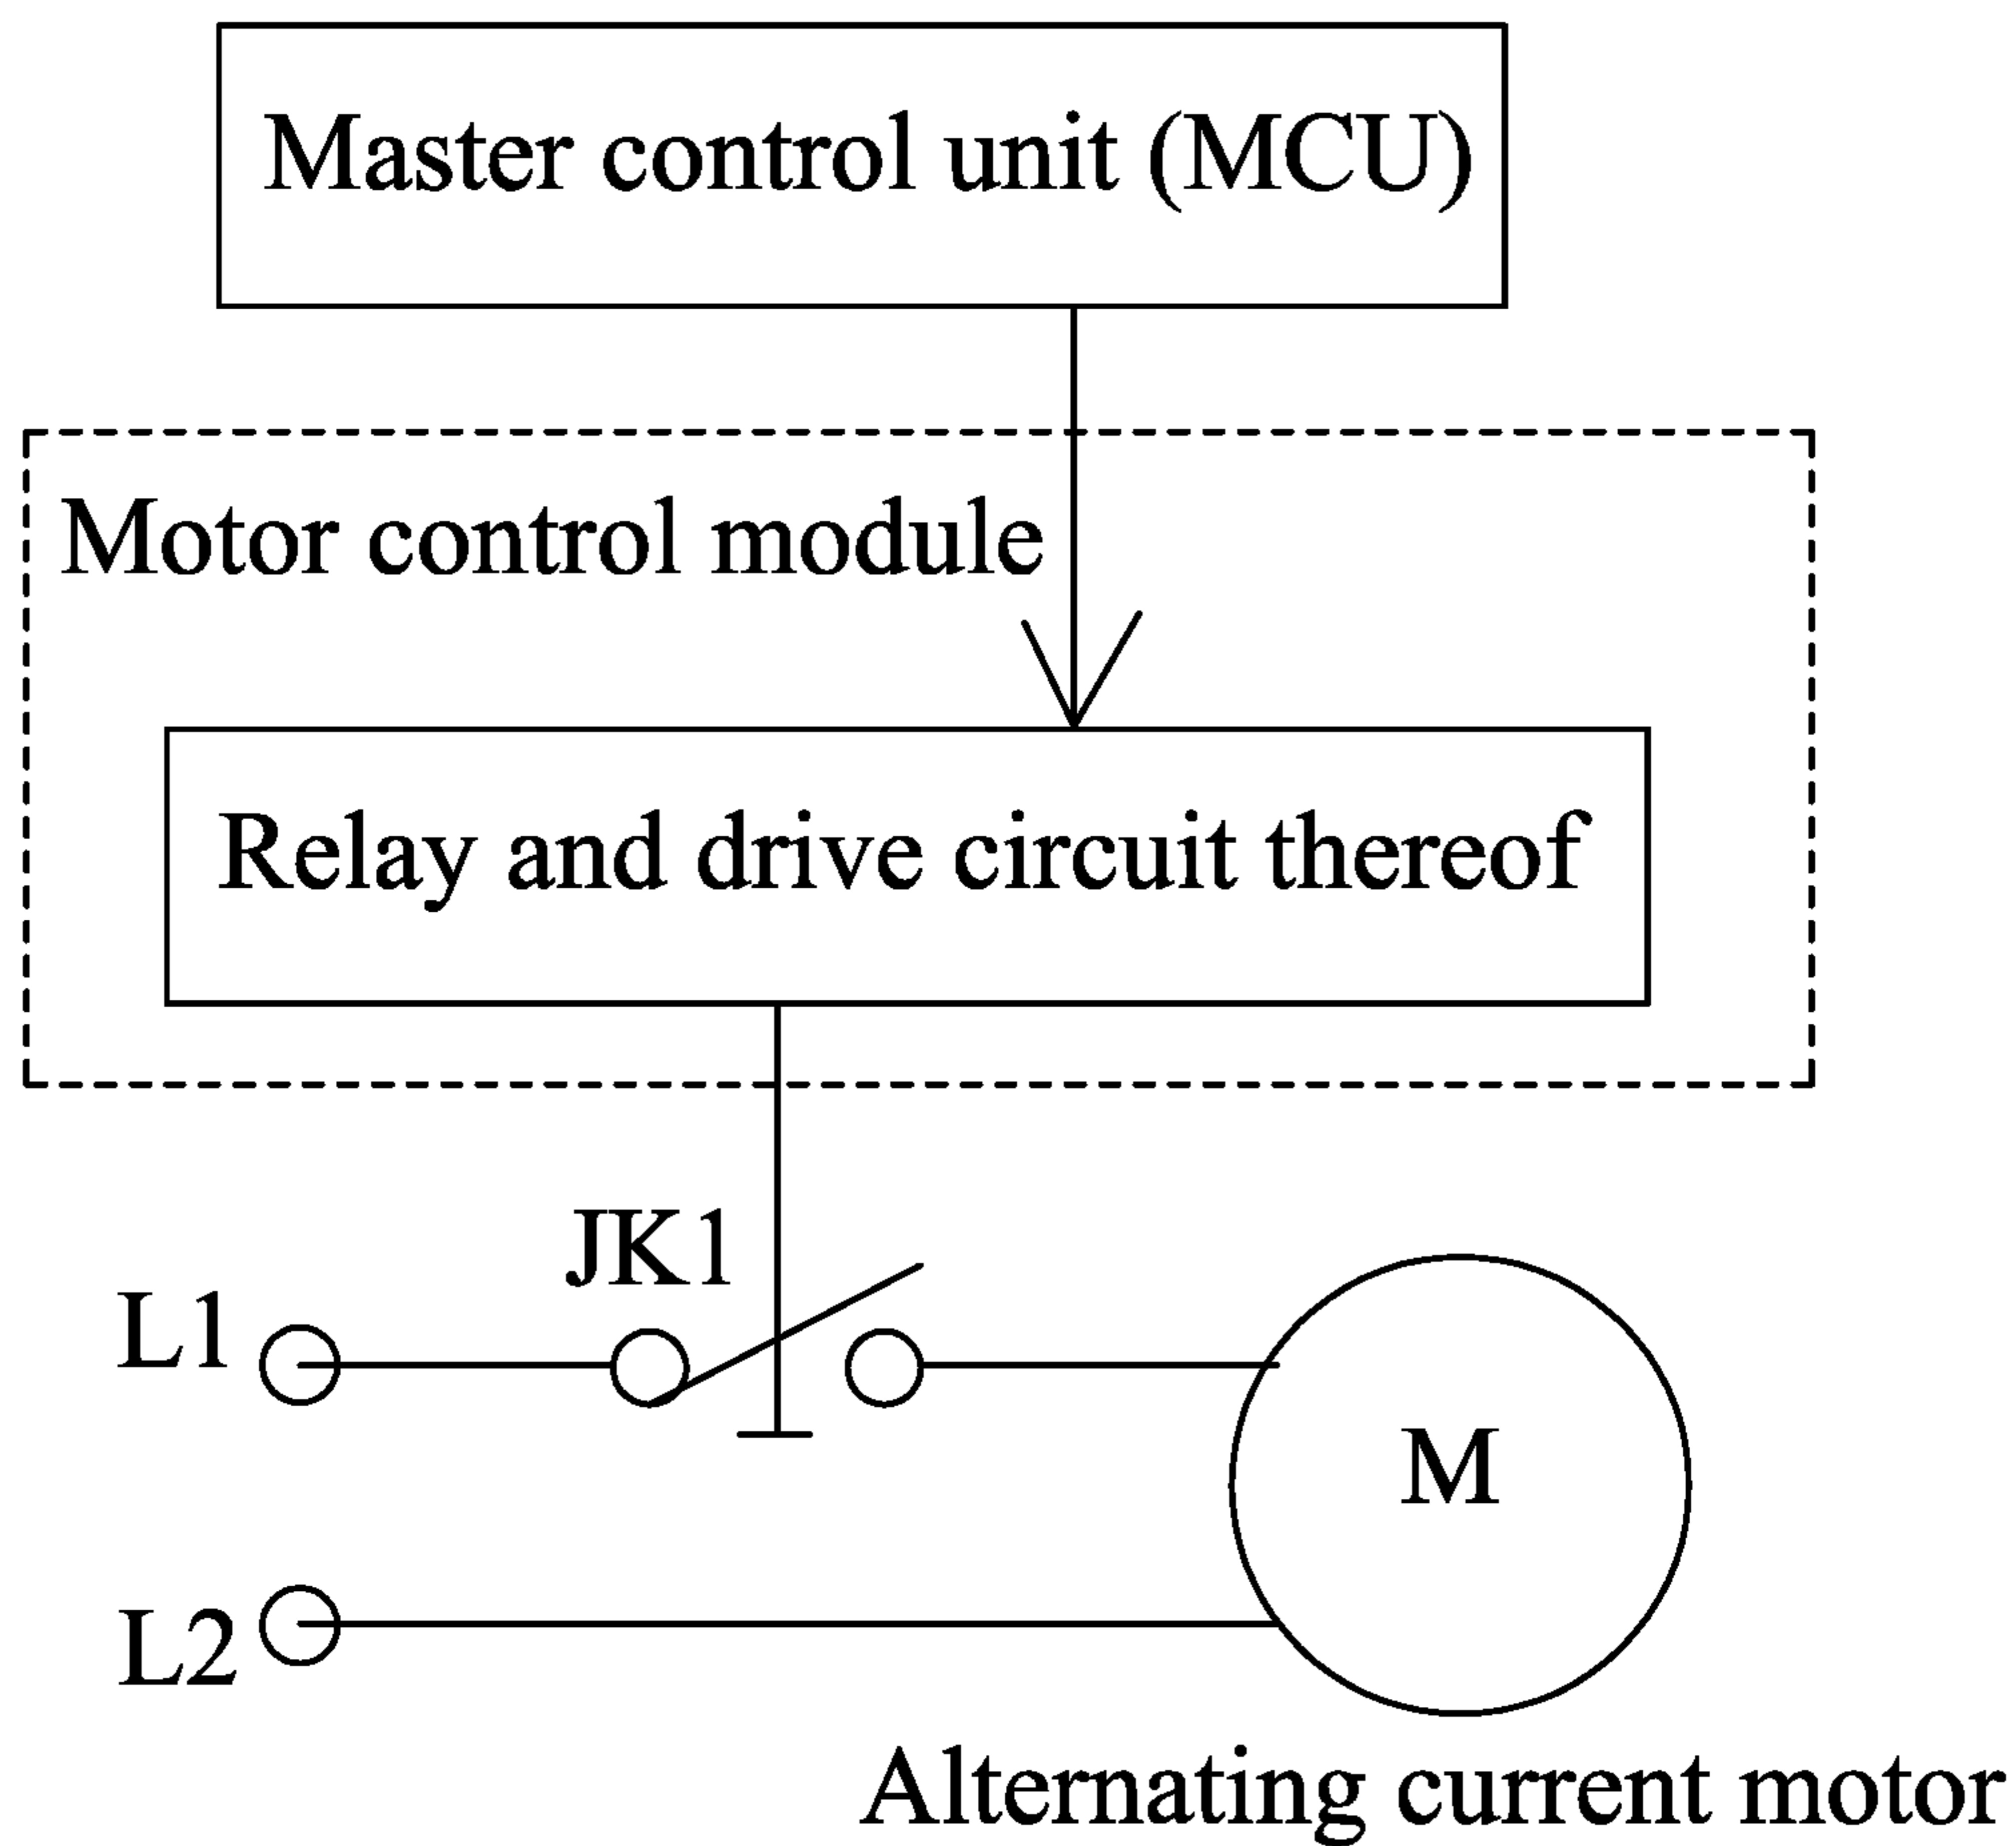 Master control unit (MCU)
Motor control module
Relay and drive circuit thereof
JK1
L1
M
L2
Alternating current motor